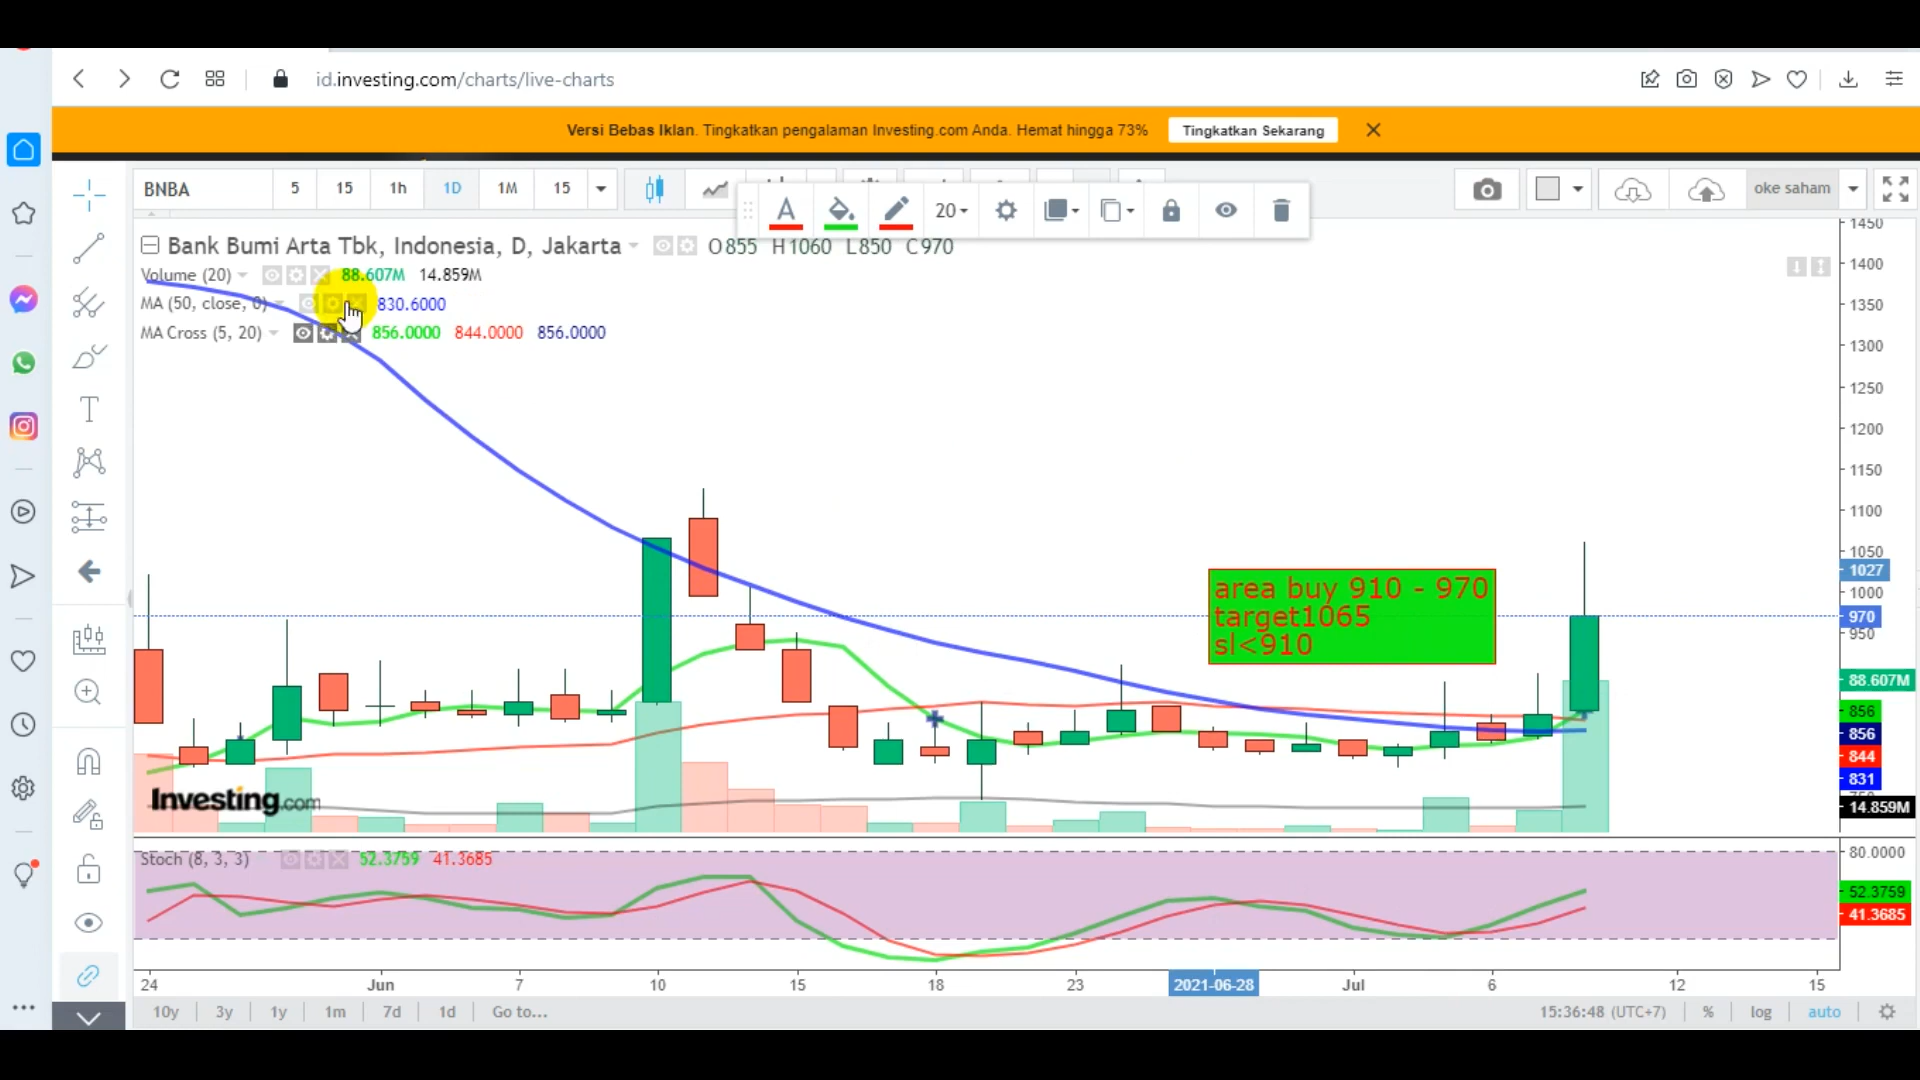 id.investing.com/charts/live-charts
Versi Bebas Iklan. Tingkatkan pengalaman Investing.com Anda. Hemat hingga 73%
Tingkatkan Sekarang
BNBA
5
15
1h
1D
1M
15
20
oke saham
Bank Bumi Arta Tbk, Indonesia, D, Jakarta
O855 H1060 L850 C970
Volume (20) 88.607M 14.859M
MA (50, close, 0) 830.6000
MA Cross (5, 20) 856.0000 844.0000 856.0000
area buy 910 - 970
target1065
sl<910
1450
1400
1350
1300
1250
1200
1150
1100
1050
1027
1000
970
950
88.607M
856
856
844
831
14.859M
Investing.com
Stoch (8, 3, 3) 52.3759 41.3685
80.0000
52.3759
41.3685
24
Jun
7
10
15
18
23
2021-06-28
Jul
6
12
15
10y
3y
1y
1m
7d
1d
Go to...
15:36:48 (UTC+7)
%
log
auto